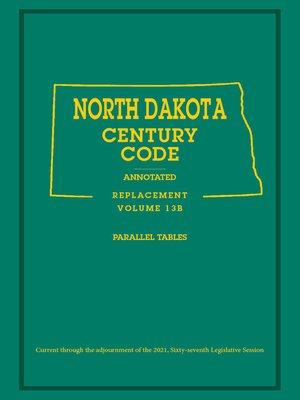 NORTH DAKOTA
CENTURY
CODE
ANNOTATED
REPLACEMENT
VOLUME 13B
PARALLEL TABLES
Current through the adjournment of the 2021, Sixty-seventh Legislative Session